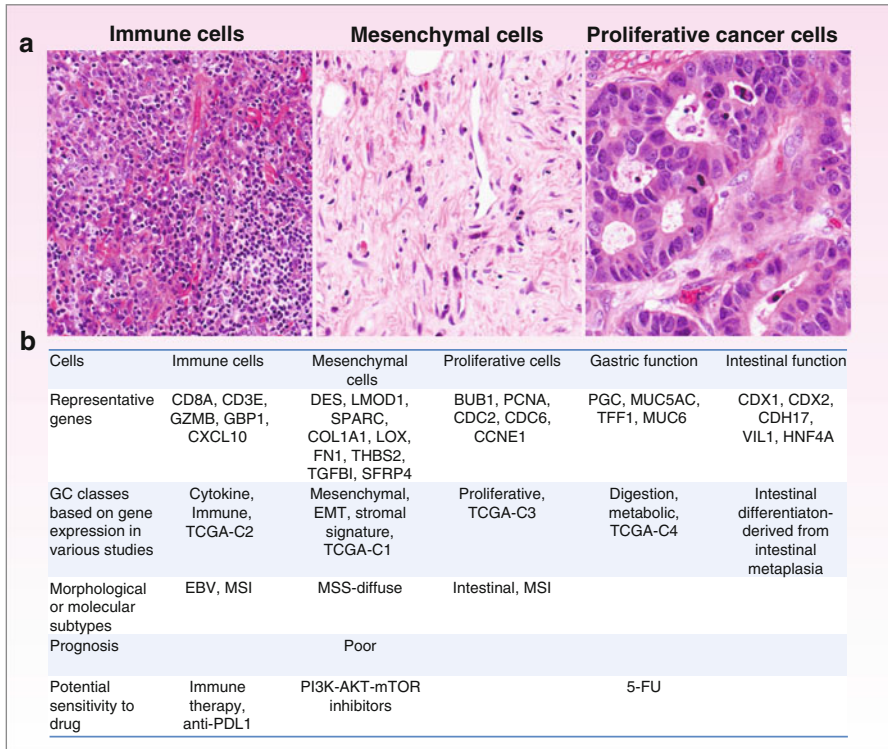 a
Immune cells
Mesenchymal cells
Proliferative cancer cells
b
Cells
Immune cells
Mesenchymal
cells
Proliferative cells
Gastric function
Intestinal function
Representative
genes
CD8A, CD3E,
GZMB, GBP1,
CXCL10
DES, LMOD1,
SPARC,
COL1A1, LOX,
FN1, THBS2,
TGFBI, SFRP4
BUB1, PCNA,
CDC2, CDC6,
CCNE1
PGC, MUC5AC,
TFF1, MUC6
CDX1, CDX2,
CDH17,
VIL1, HNF4A
GC classes
based on gene
expression in
various studies
Cytokine,
Immune,
TCGA-C2
Mesenchymal,
EMT, stromal
signature,
TCGA-C1
Proliferative,
TCGA-C3
Digestion,
metabolic,
TCGA-C4
Intestinal
differentiaton-
derived from
intestinal
metaplasia
Morphological
or molecular
subtypes
EBV, MSI
MSS-diffuse
Intestinal, MSI
Prognosis
Poor
Potential
sensitivity to
drug
Immune
therapy,
anti-PDL1
PI3K-AKT-mTOR
inhibitors
5-FU